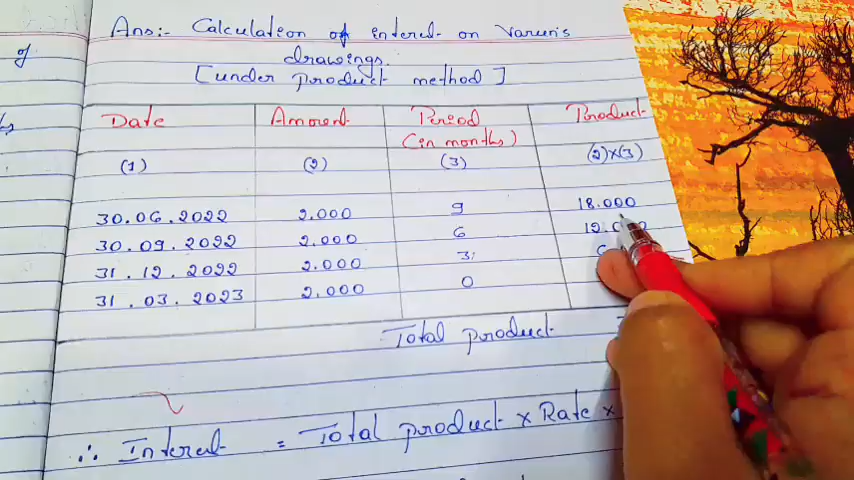 of
Ans:- Calculation of interest on Varun's
drawings.
[under product method]
Date Amount Period Product
(in months)
(1) (2) (3) (2)×(3)
30.06.2022 2.000 9 18.000
30.09.2022 2.000 6
31.12.2022 2.000 3
31.03.2023 2.000 0
Total product
∴ Interest = Total product × Rate ×